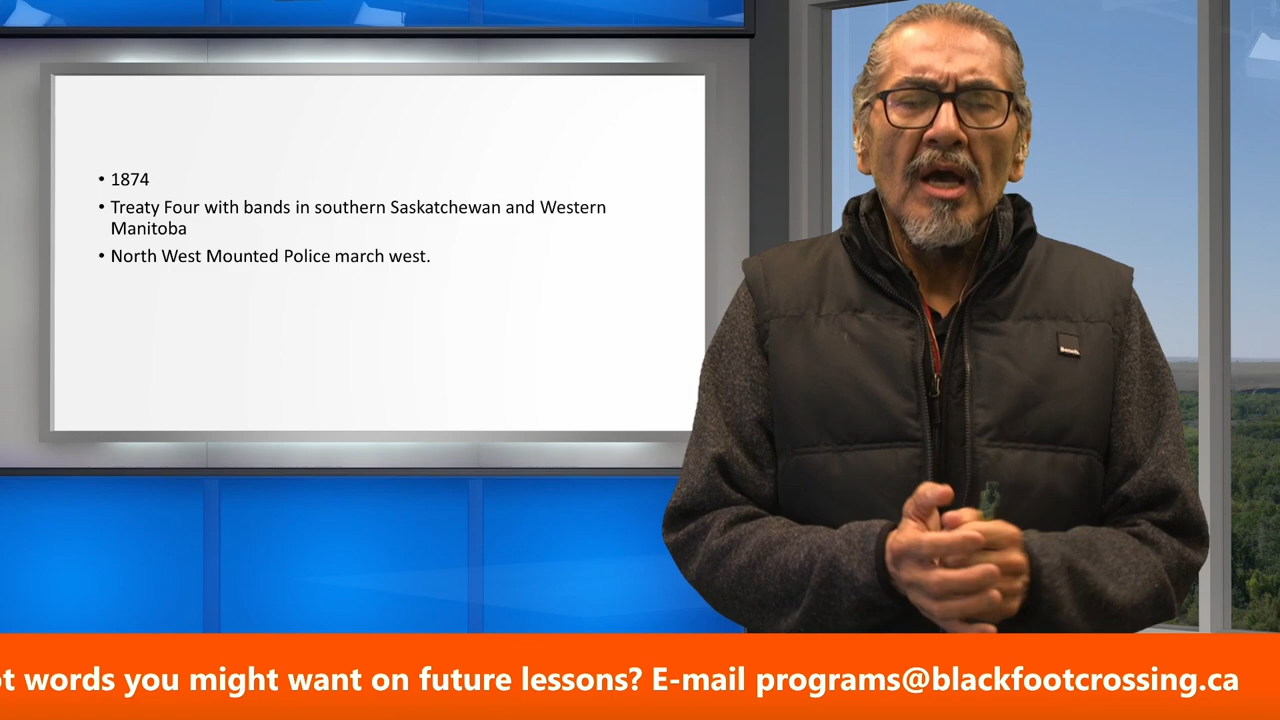 • 1874
• Treaty Four with bands in southern Saskatchewan and Western
Manitoba
• North West Mounted Police march west.
Bench.
words you might want on future lessons? E-mail programs@blackfootcrossing.ca